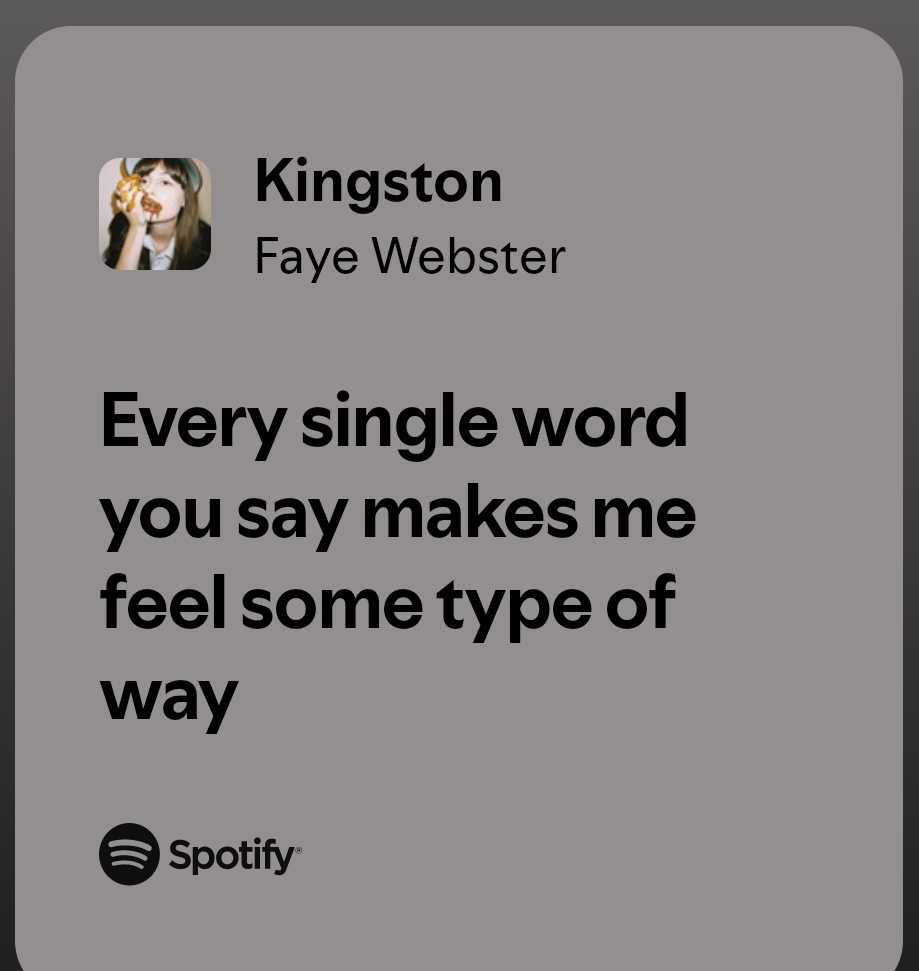 Kingston
Faye Webster
Every single word
you say makes me
feel some type of
way
Spotify®